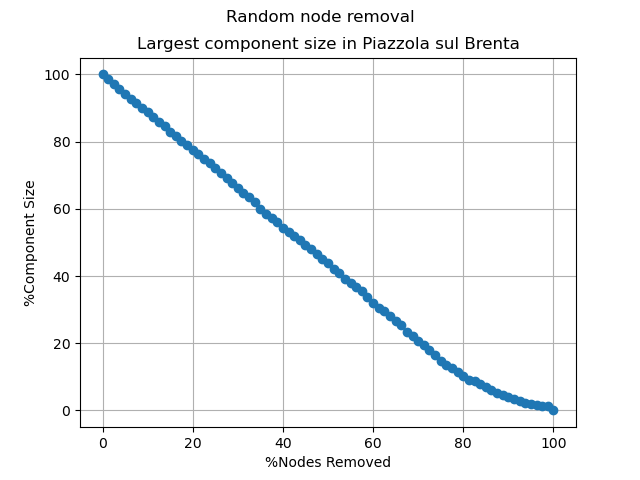 Random node removal
Largest component size in Piazzola sul Brenta
100
80
60
40
20
0
%Component Size
0 20 40 60 80 100
%Nodes Removed